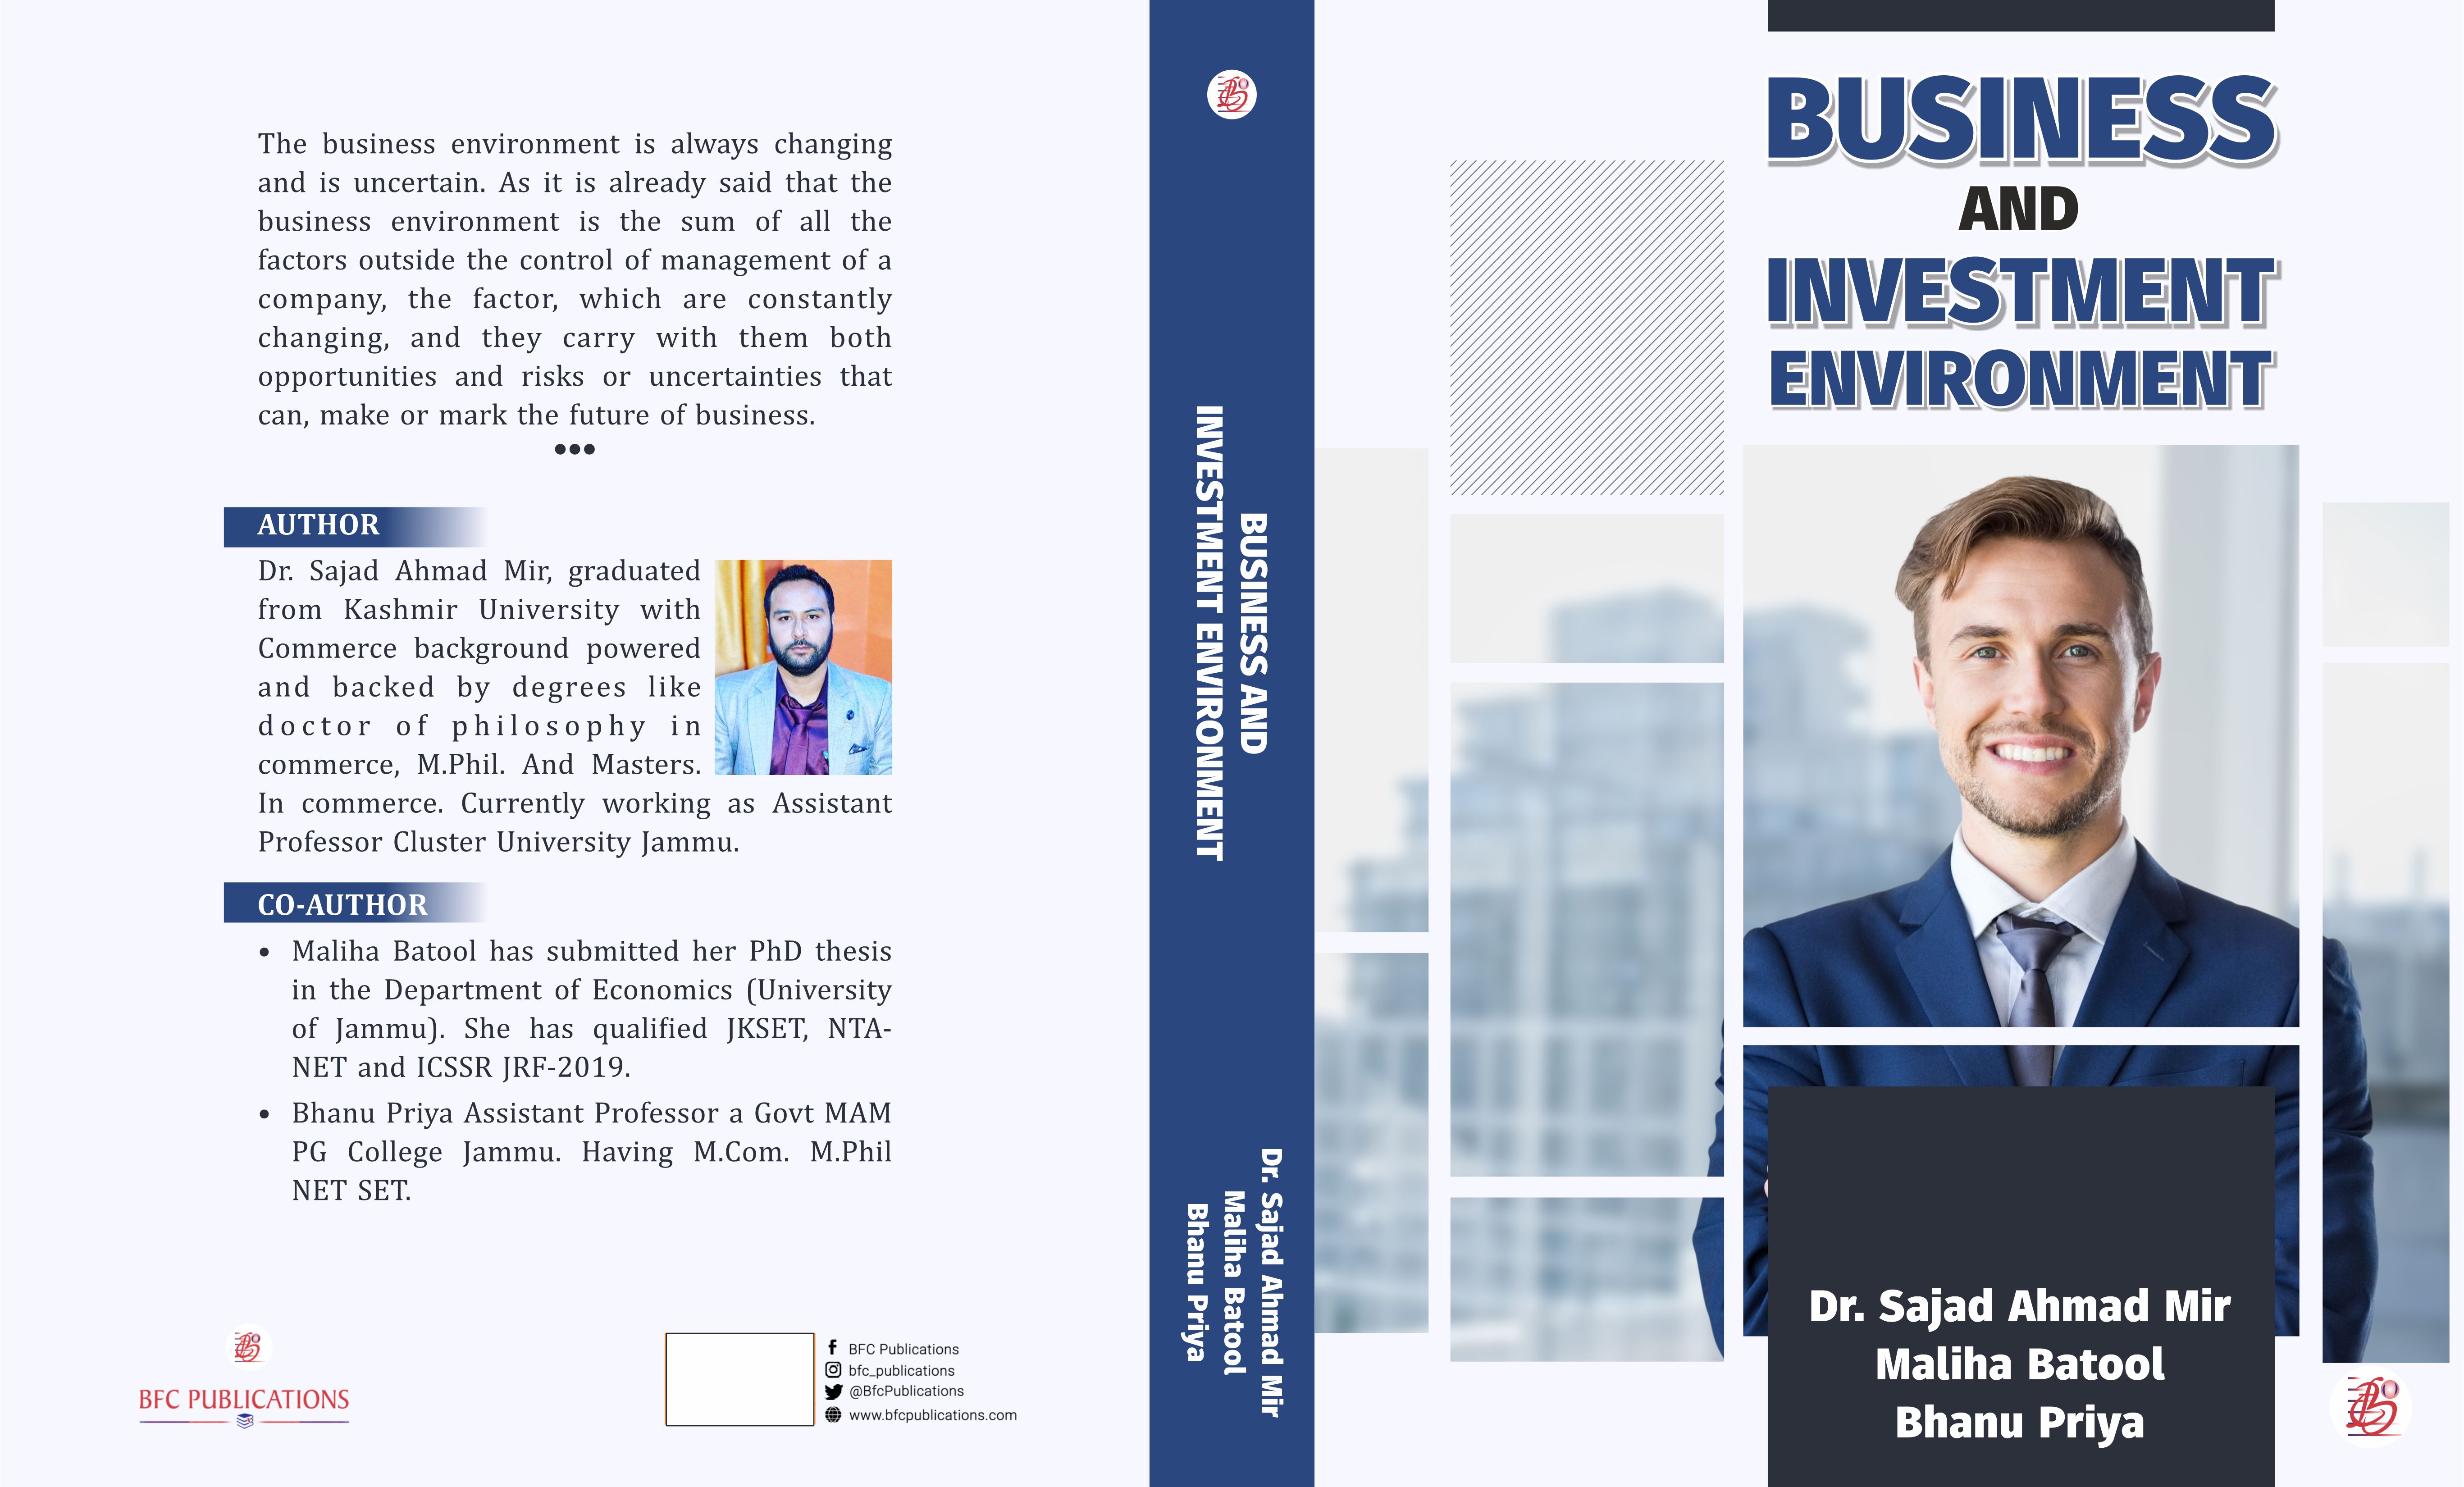 The business environment is always changing
and is uncertain. As it is already said that the
business environment is the sum of all the
factors outside the control of management of a
company, the factor, which are constantly
changing, and they carry with them both
opportunities and risks or uncertainties that
can, make or mark the future of business.
•••
AUTHOR
Dr. Sajad Ahmad Mir, graduated
from Kashmir University with
Commerce background powered
and backed by degrees like
doctor of philosophy in
commerce, M.Phil. And Masters.
In commerce. Currently working as Assistant
Professor Cluster University Jammu.
CO-AUTHOR
• Maliha Batool has submitted her PhD thesis
in the Department of Economics (University
of Jammu). She has qualified JKSET, NTA-
NET and ICSSR JRF-2019.
• Bhanu Priya Assistant Professor a Govt MAM
PG College Jammu. Having M.Com. M.Phil
NET SET.
BFC PUBLICATIONS
BFC Publications
bfc_publications
@BfcPublications
www.bfcpublications.com
BUSINESS AND
INVESTMENT ENVIRONMENT
Dr. Sajad Ahmad Mir
Maliha Batool
Bhanu Priya
BUSINESS
AND
INVESTMENT
ENVIRONMENT
Dr. Sajad Ahmad Mir
Maliha Batool
Bhanu Priya